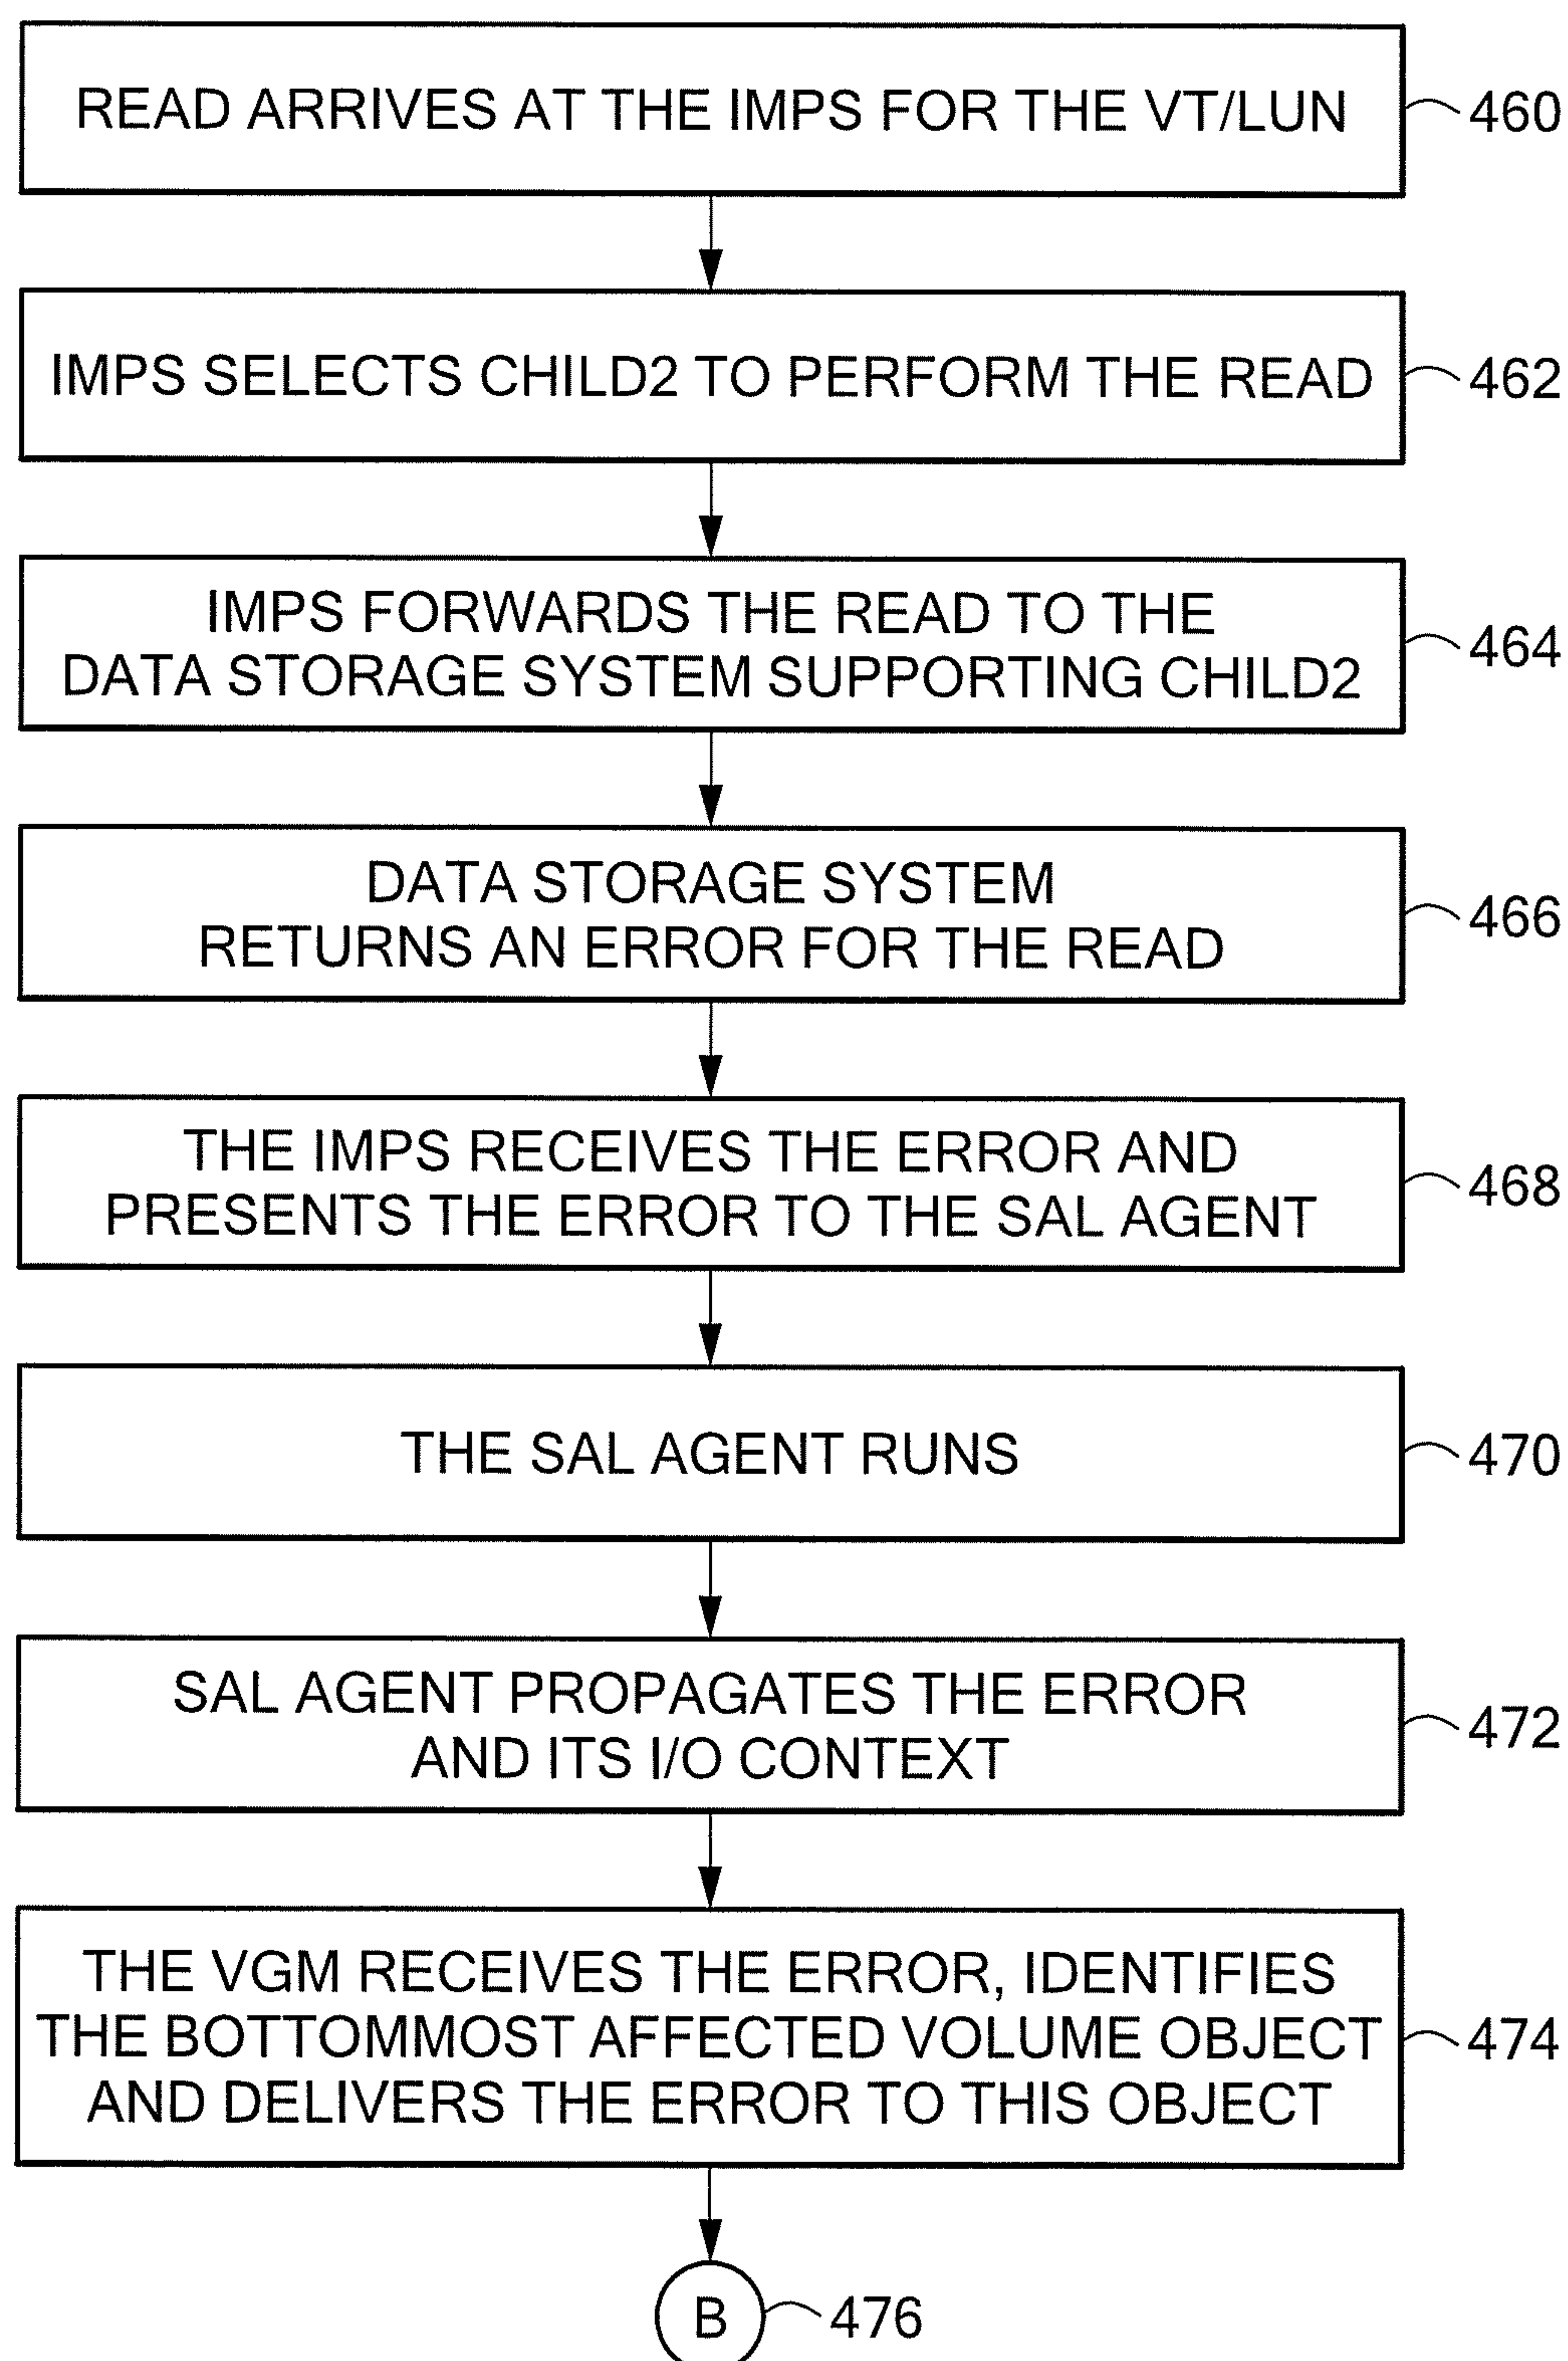 READ ARRIVES AT THE IMPS FOR THE VT/LUN
460
IMPS SELECTS CHILD2 TO PERFORM THE READ
462
IMPS FORWARDS THE READ TO THE
DATA STORAGE SYSTEM SUPPORTING CHILD2
464
DATA STORAGE SYSTEM
RETURNS AN ERROR FOR THE READ
466
THE IMPS RECEIVES THE ERROR AND
PRESENTS THE ERROR TO THE SAL AGENT
468
THE SAL AGENT RUNS
470
SAL AGENT PROPAGATES THE ERROR
AND ITS I/O CONTEXT
472
THE VGM RECEIVES THE ERROR, IDENTIFIES
THE BOTTOMMOST AFFECTED VOLUME OBJECT
AND DELIVERS THE ERROR TO THIS OBJECT
474
B
476